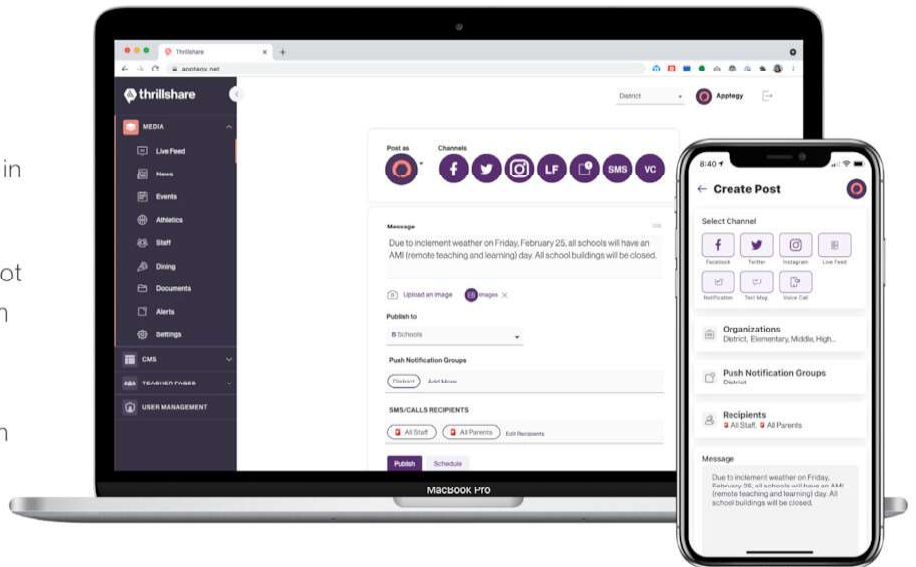 in
ot
n
n
Thrillshare
apptegy.net
thrillshare
District
Apptegy
MEDIA
Live Feed
News
Events
Athletics
Staff
Dining
Documents
Alerts
Settings
CMS
TEACHER PAGES
USER MANAGEMENT
Post as
Channels
LF
SMS
VC
Message
Due to inclement weather on Friday, February 25, all schools will have an
AMI (remote teaching and learning) day. All school buildings will be closed.
Upload an image
Images
Publish to
8 Schools
Push Notification Groups
District
Add More
SMS/CALLS RECIPIENTS
All Staff
All Parents
Edit Recipients
Publish
Schedule
MacBook Pro
8:40
Create Post
Select Channel
Facebook
Twitter
Instagram
Live Feed
Notification
Text Msg.
Voice Call
Organizations
District, Elementary, Middle, High...
Push Notification Groups
District
Recipients
All Staff, All Parents
Message
Due to inclement weather on Friday,
February 25, all schools will have an AMI
(remote teaching and learning) day. All
school buildings will be closed.